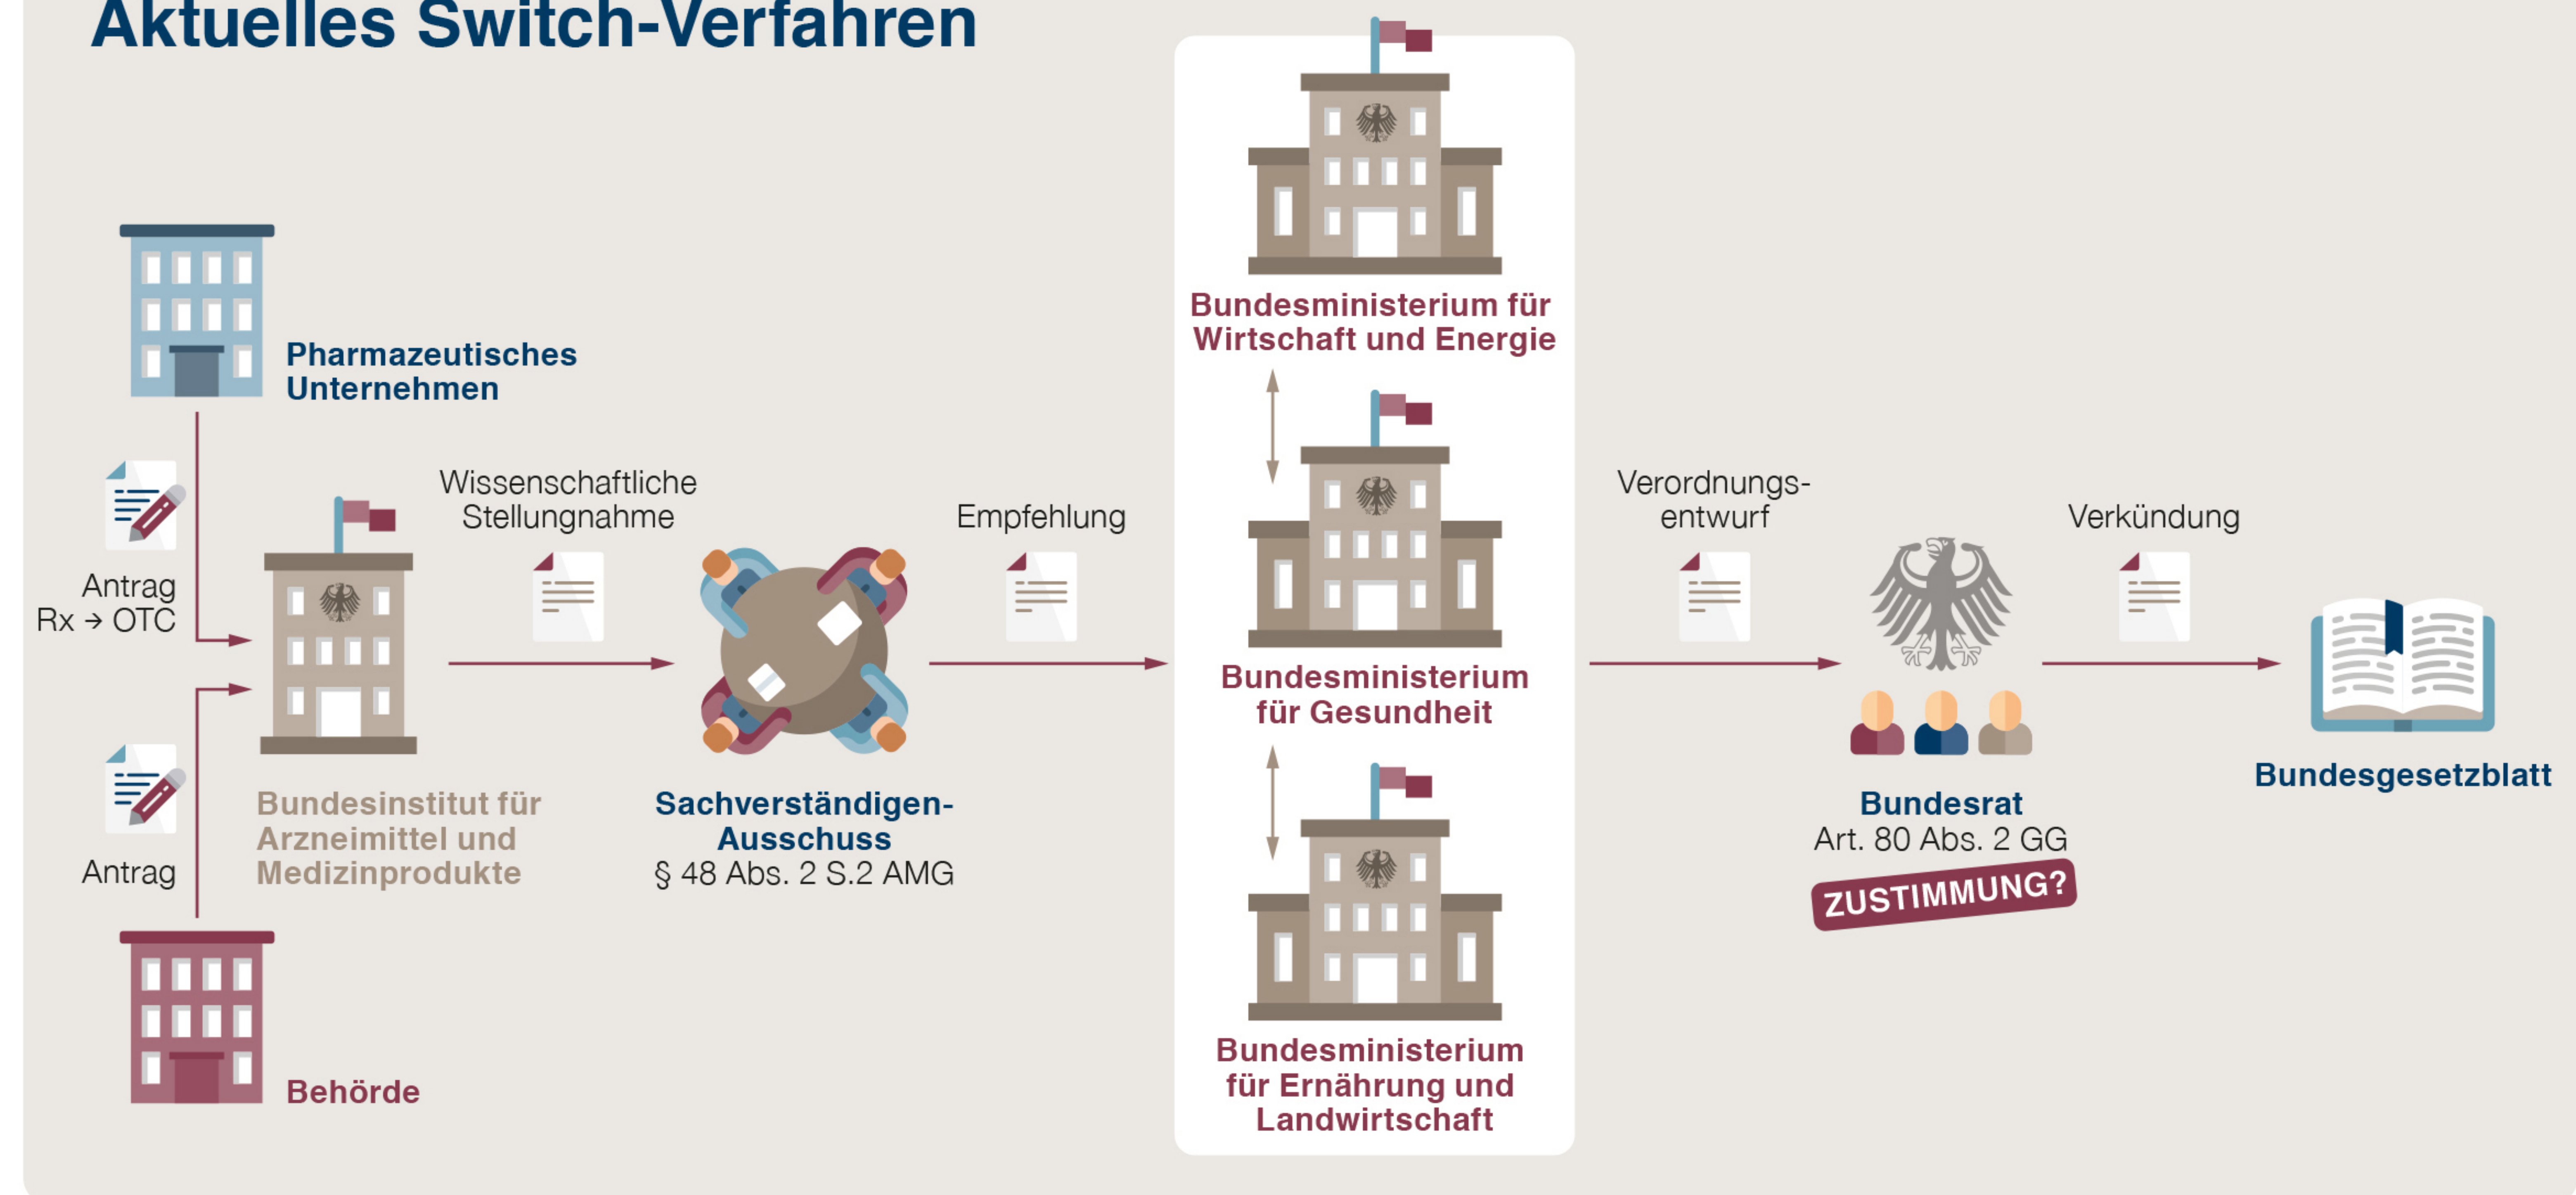 Aktuelles Switch-Verfahren
Pharmazeutisches
Unternehmen
Antrag
Rx → OTC
Antrag
Behörde
Bundesinstitut für
Arzneimittel und
Medizinprodukte
Wissenschaftliche
Stellungnahme
Sachverständigen-
Ausschuss
§ 48 Abs. 2 S.2 AMG
Empfehlung
Bundesministerium für
Wirtschaft und Energie
Bundesministerium
für Gesundheit
Bundesministerium
für Ernährung und
Landwirtschaft
Verordnungs-
entwurf
Bundesrat
Art. 80 Abs. 2 GG
ZUSTIMMUNG?
Verkündung
Bundesgesetzblatt